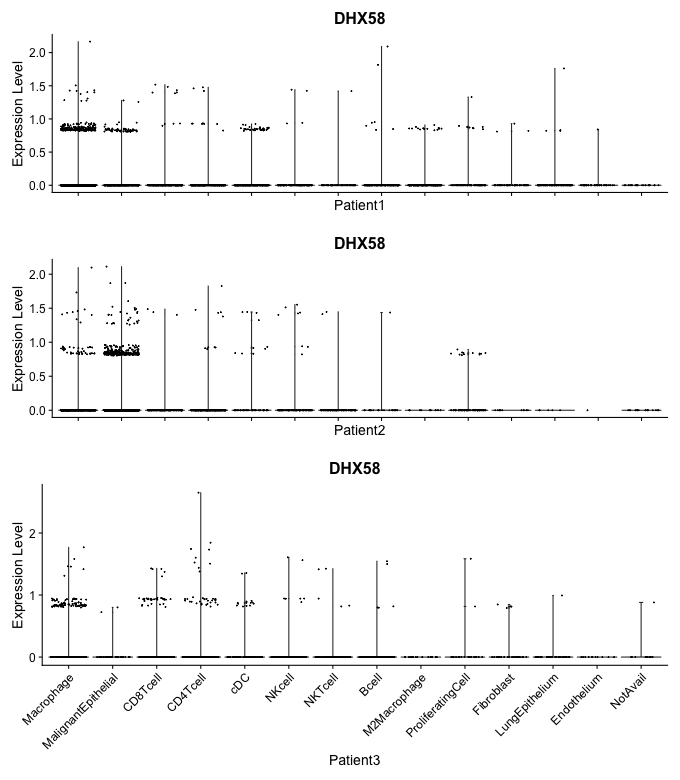 DHX58
Expression Level
2.0
1.5
1.0
0.5
0.0
Patient1
DHX58
Expression Level
2.0
1.5
1.0
0.5
0.0
Patient2
DHX58
Expression Level
2
1
0
Macrophage
MalignantEpithelial
CD8Tcell
CD4Tcell
cDC
NKcell
NKTcell
Bcell
M2Macrophage
ProliferatingCell
Fibroblast
LungEpithelium
Endothelium
NotAvail
Patient3